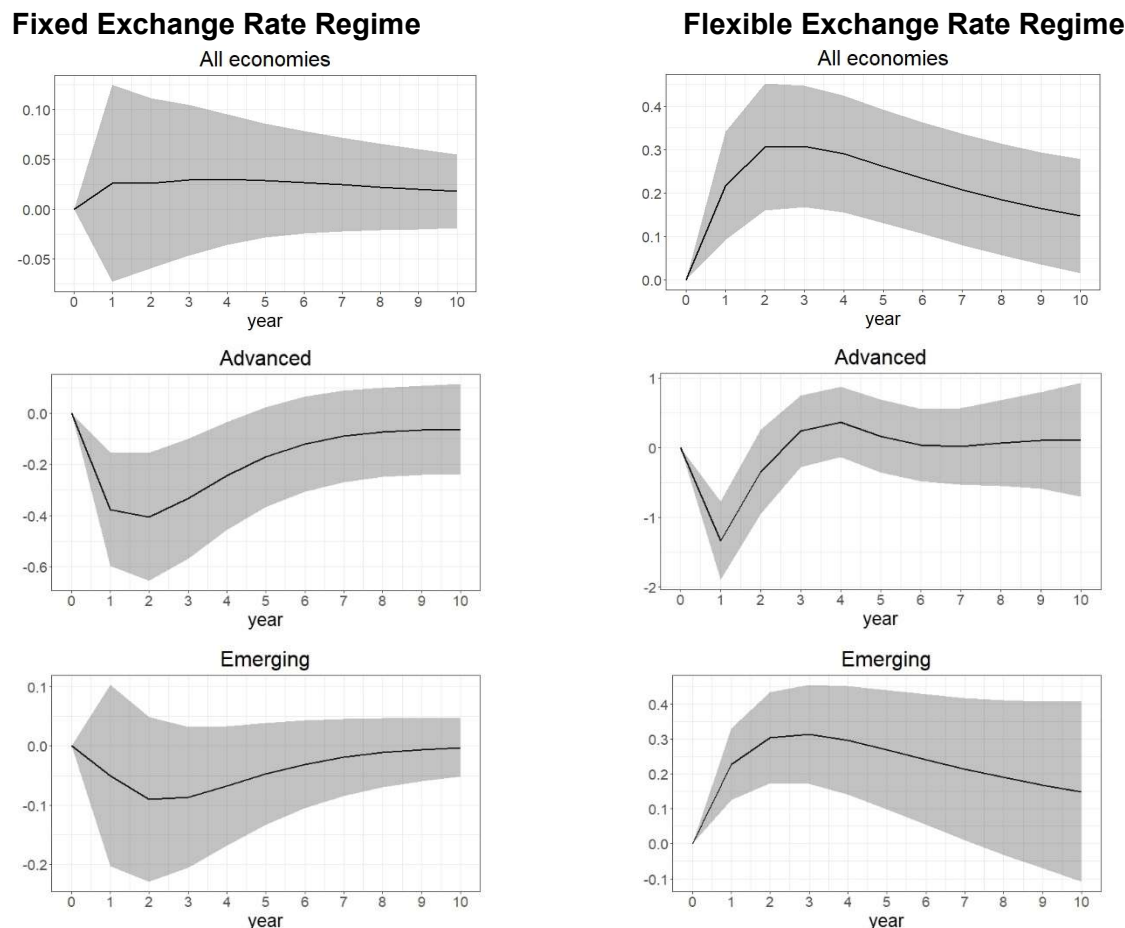 Fixed Exchange Rate Regime
Flexible Exchange Rate Regime
All economies
0.10
0.05
0.00
-0.05
0 1 2 3 4 5 6 7 8 9 10
year
All economies
0.4
0.3
0.2
0.1
0.0
0 1 2 3 4 5 6 7 8 9 10
year
Advanced
0.0
-0.2
-0.4
-0.6
0 1 2 3 4 5 6 7 8 9 10
year
Advanced
1
0
-1
-2
0 1 2 3 4 5 6 7 8 9 10
year
Emerging
0.1
0.0
-0.1
-0.2
0 1 2 3 4 5 6 7 8 9 10
year
Emerging
0.4
0.3
0.2
0.1
0.0
-0.1
0 1 2 3 4 5 6 7 8 9 10
year